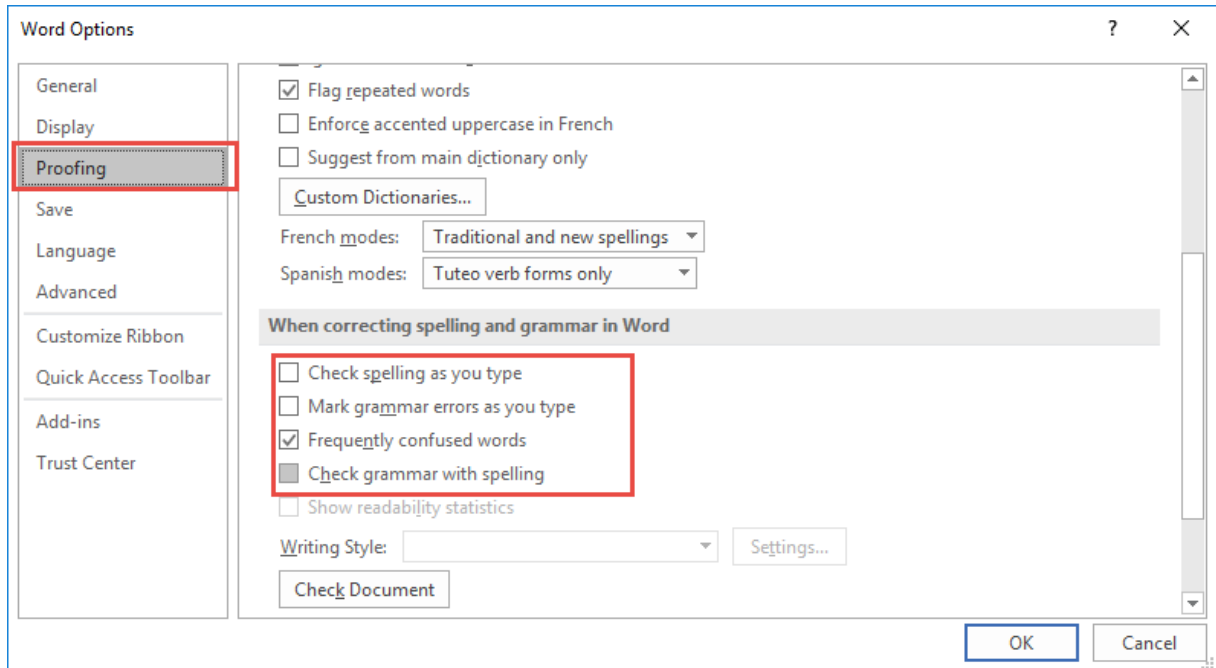 Word Options
?
General
Display
Proofing
Save
Language
Advanced
Customize Ribbon
Quick Access Toolbar
Add-ins
Trust Center
Flag repeated words
Enforce accented uppercase in French
Suggest from main dictionary only
Custom Dictionaries...
French modes: Traditional and new spellings
Spanish modes: Tuteo verb forms only
When correcting spelling and grammar in Word
Check spelling as you type
Mark grammar errors as you type
Frequently confused words
Check grammar with spelling
Show readability statistics
Writing Style: Settings...
Check Document
OK Cancel